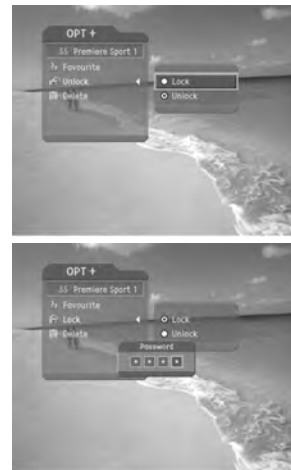 OPT +
35 Premiere Sport 1
Favourite
Unlock
Lock
Unlock
Delete
OPT +
35 Premiere Sport 1
Favourite
Lock
Lock
Unlock
Delete
Password
* * * *